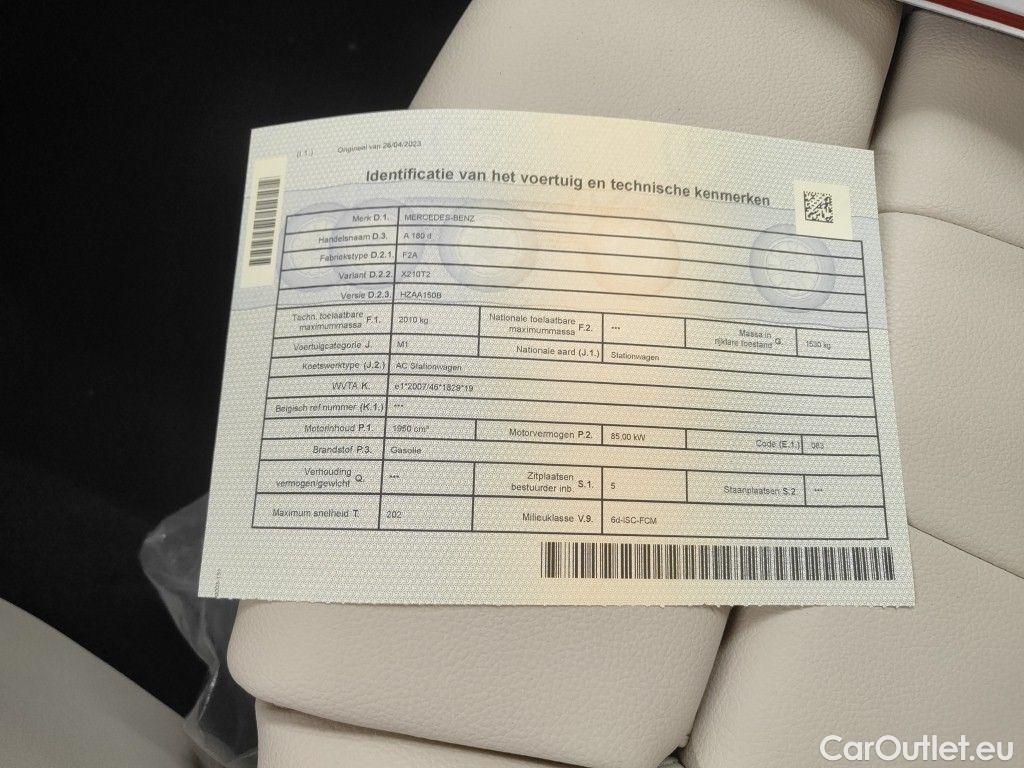 (I.1.) Origineel van 26/04/2023
Identificatie van het voertuig en technische kenmerken
Merk D.1. MERCEDES-BENZ
Handelsnaam D.3. A 180 d
Fabriekstype D.2.1. F2A
Variant D.2.2. X210T2
Versie D.2.3. HZAA150B
Techn. toelaatbare maximummassa F.1. 2010 kg Nationale toelaatbare maximummassa F.2. --- Massa in rijklare toestand G. 1530 kg
Voertuigcategorie J. M1 Nationale aard (J.1.) Stationwagen
Koetswerktype (J.2.) AC Stationwagen
WVTA K. e1*2007/46*1829*19
Belgisch ref.nummer (K.1.) ---
Motorinhoud P.1. 1950 cm³ Motorvermogen P.2. 85,00 kW Code (E.1.) 083
Brandstof P.3. Gasolie
Verhouding vermogen/gewicht Q. --- Zitplaatsen bestuurder inb. S.1. 5 Staanplaatsen S.2. ---
Maximum snelheid T. 202 Milieuklasse V.9. 6d-ISC-FCM
CarOutlet.eu